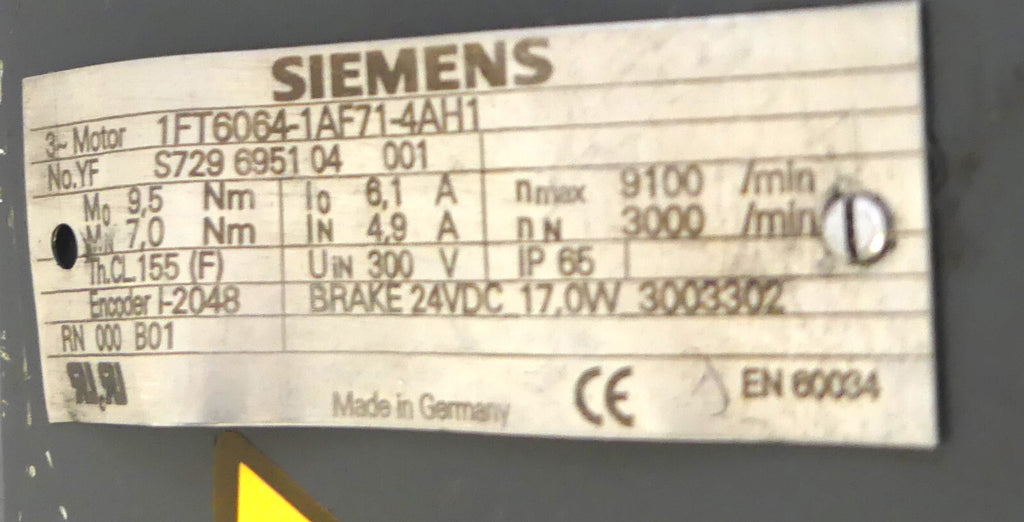 SIEMENS
3~ Motor 1FT6064-1AF71-4AH1
No.YF S729 6951 04 001
M0 9,5 Nm I0 6,1 A nmax 9100 /min
MN 7,0 Nm IN 4,9 A nN 3000 /min
Th.CL.155 (F) UIN 300 V IP 65
Encoder I-2048 BRAKE 24VDC 17,0W 3003302
RN 000 B01
Made in Germany CE EN 60034